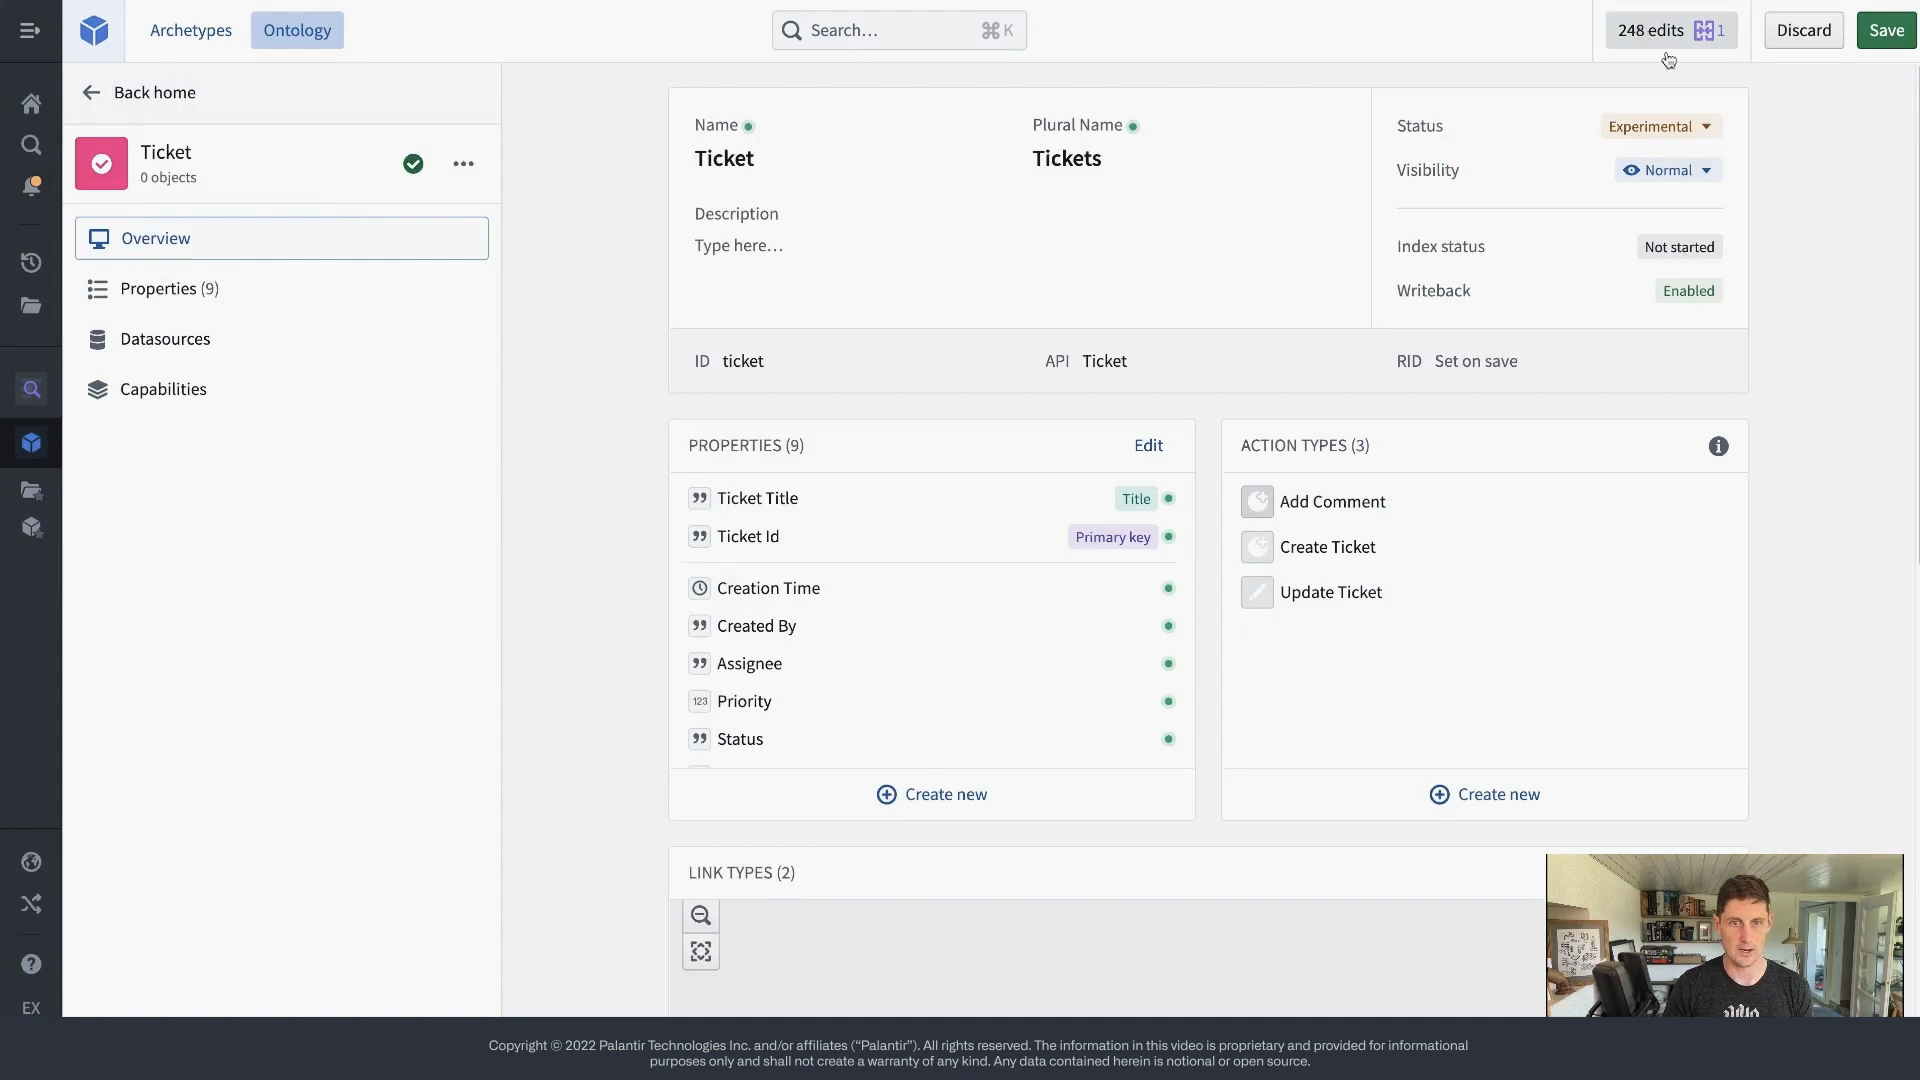 Archetypes
Ontology
Search…
⌘K
248 edits
1
Discard
Save
Back home
Ticket
0 objects
Overview
Properties (9)
Datasources
Capabilities
EX
Name
Ticket
Plural Name
Tickets
Description
Type here…
Status
Experimental
Visibility
Normal
Index status
Not started
Writeback
Enabled
ID ticket
API Ticket
RID Set on save
PROPERTIES (9)
Edit
Ticket Title
Title
Ticket Id
Primary key
Creation Time
Created By
Assignee
123 Priority
Status
Create new
ACTION TYPES (3)
Add Comment
Create Ticket
Update Ticket
Create new
LINK TYPES (2)
Copyright © 2022 Palantir Technologies Inc. and/or affiliates (“Palantir”). All rights reserved. The information in this video is proprietary and provided for informational
purposes only and shall not create a warranty of any kind. Any data contained herein is notional or open source.